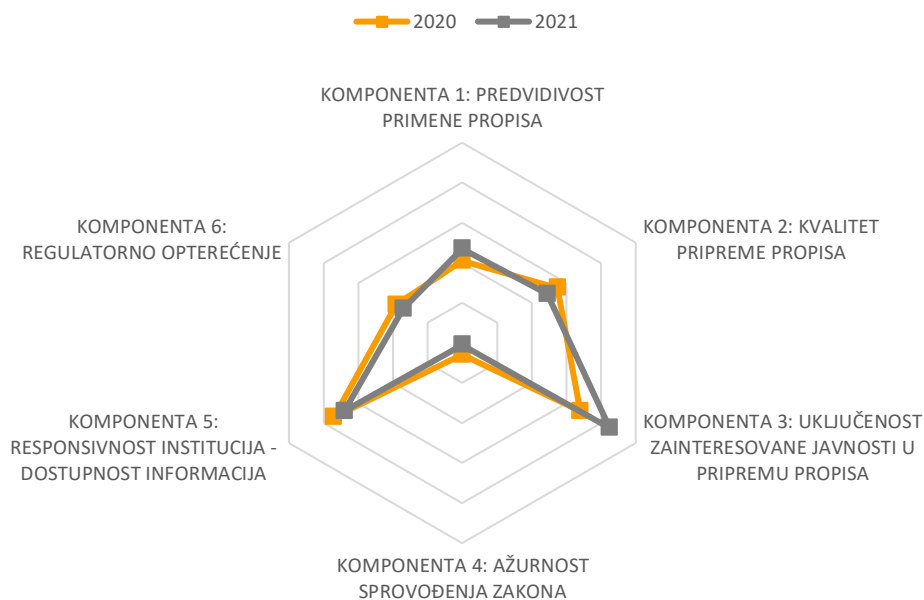 2020
2021
KOMPONENTA 1: PREDVIDIVOST
PRIMENE PROPISA
KOMPONENTA 2: KVALITET
PRIPREME PROPISA
KOMPONENTA 3: UKLJUČENOST
ZAINTERESOVANE JAVNOSTI U
PRIPREMU PROPISA
KOMPONENTA 4: AŽURNOST
SPROVOĐENJA ZAKONA
KOMPONENTA 5:
RESPONSIVNOST INSTITUCIJA -
DOSTUPNOST INFORMACIJA
KOMPONENTA 6:
REGULATORNO OPTEREĆENJE